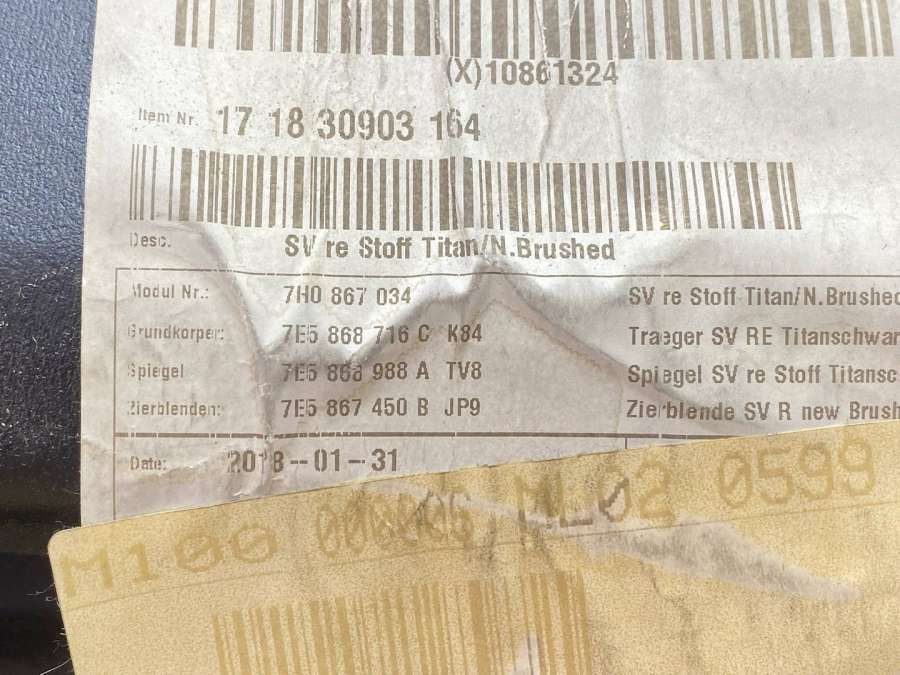 (X)10861324
Item Nr. 17 18 30903 164
Desc. SV re Stoff Titan/N.Brushed
Modul Nr.: 7H0 867 034 SV re Stoff Titan/N.Brushed
Grundkorper: 7E5 868 716 C K84 Traeger SV RE Titanschwar
Spiegel 7E5 868 988 A TV8 Spiegel SV re Stoff Titansc
Zierblenden: 7E5 867 450 B JP9 Zierblende SV R new Brush
Date: 2018-01-31
M100 000006 ML02 0599